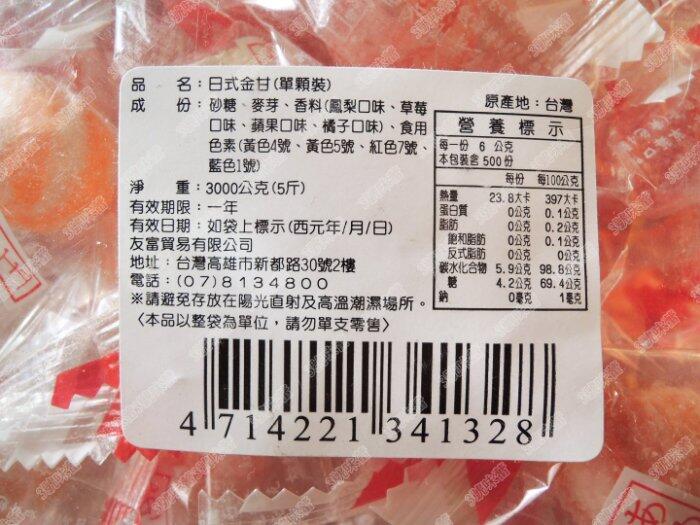 品　　名：日式金甘(單顆裝)
成　　份：砂糖、麥芽、香料(鳳梨口味、草莓
口味、蘋果口味、橘子口味)、食用
色素(黃色4號、黃色5號、紅色7號、
藍色1號)
淨　　重：3000公克(5斤)
有效期限：一年
有效日期：如袋上標示(西元年/月/日)
友富貿易有限公司
地址：台灣高雄市新都路30號2樓
電話：(07)8134800
※請避免存放在陽光直射及高溫潮濕場所。
〈本品以整袋為單位，請勿單支零售〉
原產地：台灣
營養標示
每一份 6 公克
本包裝含 500份
每份 每100公克
熱量 23.8大卡 397大卡
蛋白質 0公克 0.1公克
脂肪 0公克 0.2公克
飽和脂肪 0公克 0.1公克
反式脂肪 0公克 0公克
碳水化合物 5.9公克 98.8公克
糖 4.2公克 69.4公克
鈉 0毫克 1毫克
4 714221 341328